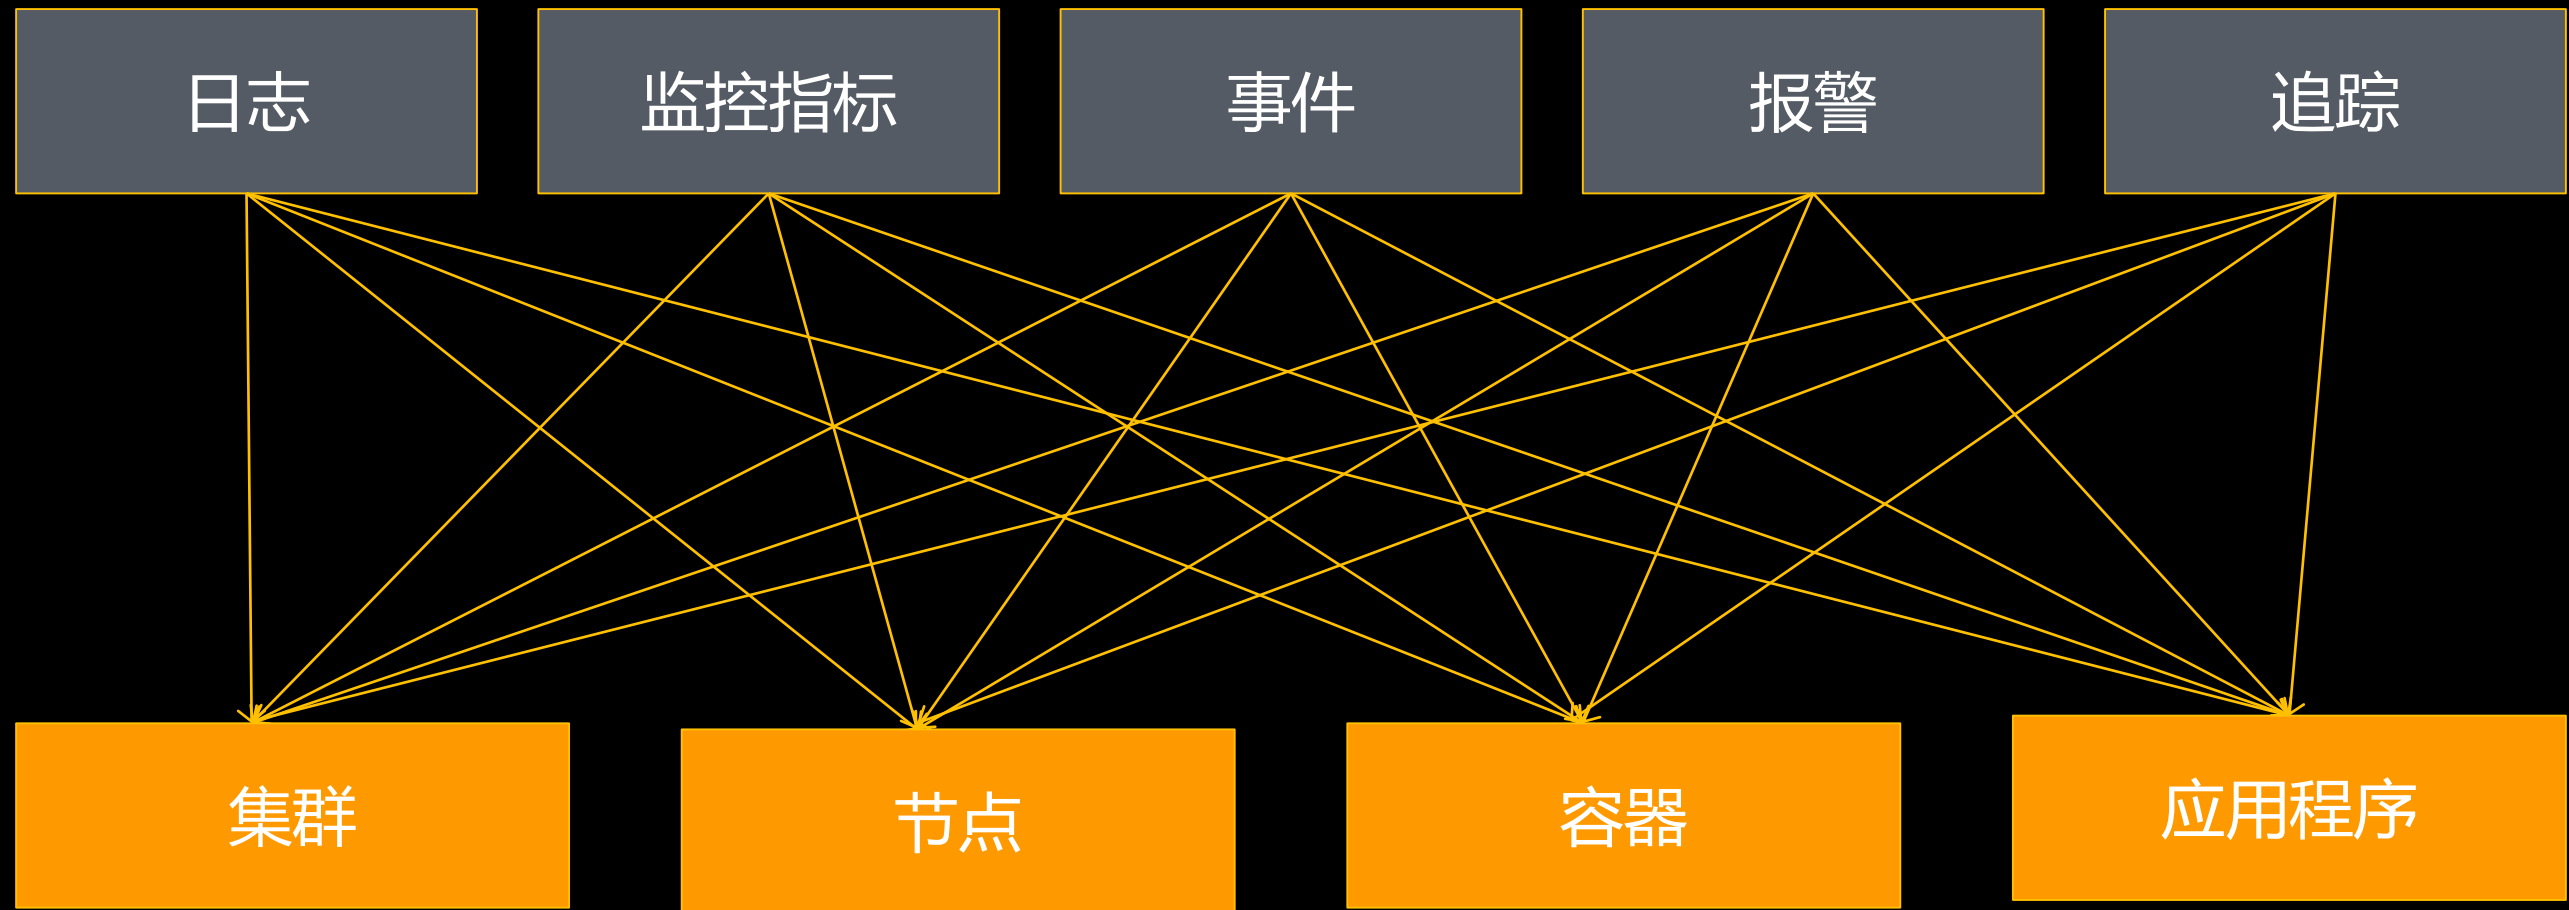 日志
监控指标
事件
报警
追踪
集群
节点
容器
应用程序